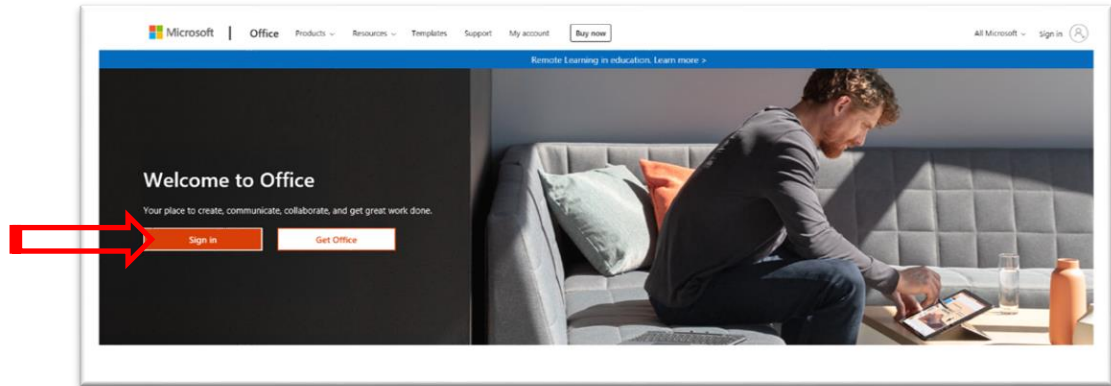 Microsoft | Office Products Resources Templates Support My account Buy now All Microsoft Sign in
Remote Learning in education. Learn more >
Welcome to Office
Your place to create, communicate, collaborate, and get great work done.
Sign in Get Office